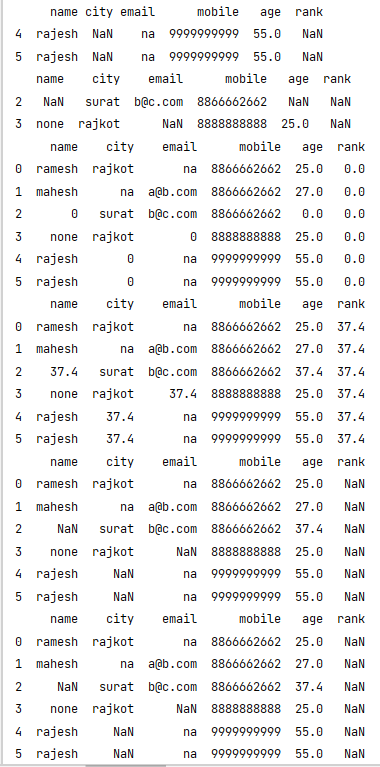 name city email mobile age rank
4 rajesh NaN na 9999999999 55.0 NaN
5 rajesh NaN na 9999999999 55.0 NaN
name city email mobile age rank
2 NaN surat b@c.com 8866662662 NaN NaN
3 none rajkot NaN 8888888888 25.0 NaN
name city email mobile age rank
0 ramesh rajkot na 8866662662 25.0 0.0
1 mahesh na a@b.com 8866662662 27.0 0.0
2 0 surat b@c.com 8866662662 0.0 0.0
3 none rajkot 0 8888888888 25.0 0.0
4 rajesh 0 na 9999999999 55.0 0.0
5 rajesh 0 na 9999999999 55.0 0.0
name city email mobile age rank
0 ramesh rajkot na 8866662662 25.0 37.4
1 mahesh na a@b.com 8866662662 27.0 37.4
2 37.4 surat b@c.com 8866662662 37.4 37.4
3 none rajkot 37.4 8888888888 25.0 37.4
4 rajesh 37.4 na 9999999999 55.0 37.4
5 rajesh 37.4 na 9999999999 55.0 37.4
name city email mobile age rank
0 ramesh rajkot na 8866662662 25.0 NaN
1 mahesh na a@b.com 8866662662 27.0 NaN
2 NaN surat b@c.com 8866662662 37.4 NaN
3 none rajkot NaN 8888888888 25.0 NaN
4 rajesh NaN na 9999999999 55.0 NaN
5 rajesh NaN na 9999999999 55.0 NaN
name city email mobile age rank
0 ramesh rajkot na 8866662662 25.0 NaN
1 mahesh na a@b.com 8866662662 27.0 NaN
2 NaN surat b@c.com 8866662662 37.4 NaN
3 none rajkot NaN 8888888888 25.0 NaN
4 rajesh NaN na 9999999999 55.0 NaN
5 rajesh NaN na 9999999999 55.0 NaN